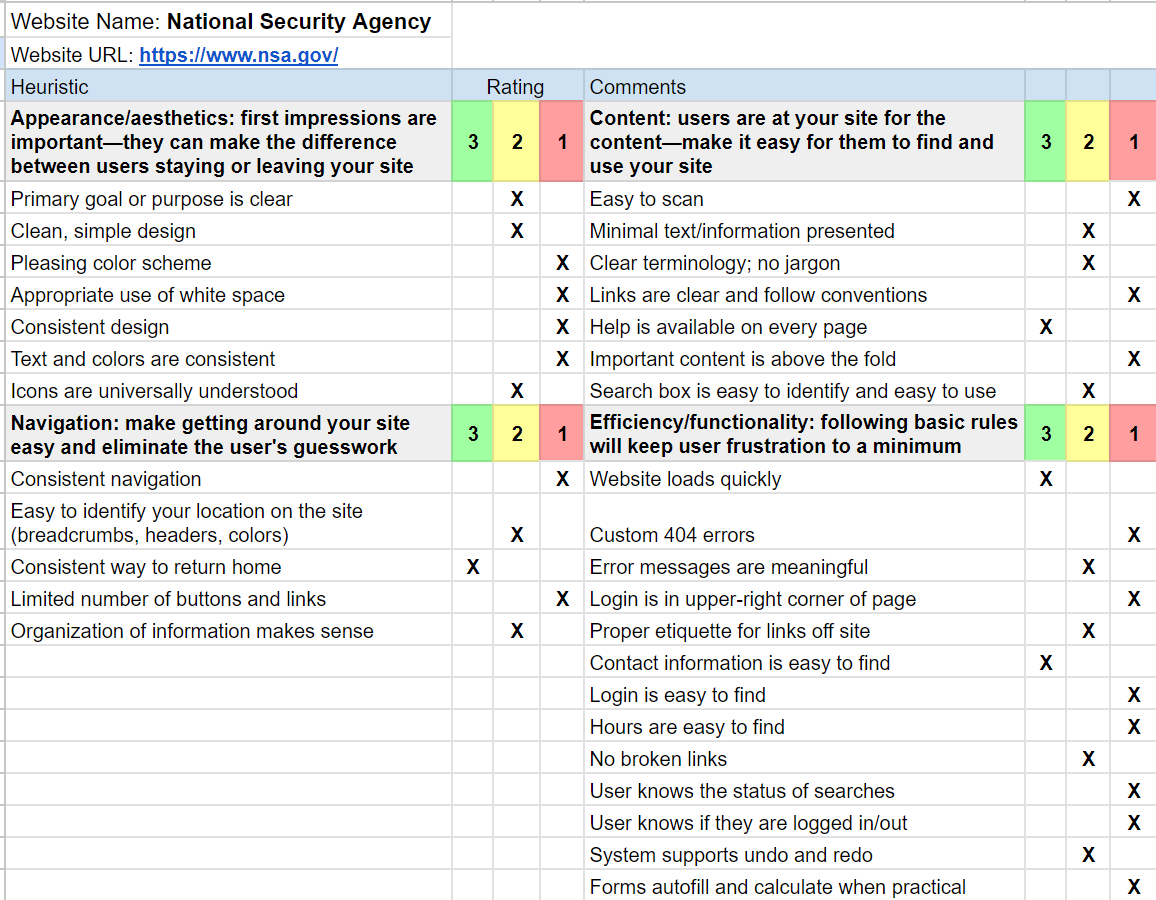 Website Name: National Security Agency
Website URL: https://www.nsa.gov/
Heuristic Rating Comments
Appearance/aesthetics: first impressions are
important—they can make the difference
between users staying or leaving your site
3 2 1
Content: users are at your site for the
content—make it easy for them to find and
use your site
3 2 1
Primary goal or purpose is clear X Easy to scan X
Clean, simple design X Minimal text/information presented X
Pleasing color scheme X Clear terminology; no jargon X
Appropriate use of white space X Links are clear and follow conventions X
Consistent design X Help is available on every page X
Text and colors are consistent X Important content is above the fold X
Icons are universally understood X Search box is easy to identify and easy to use X
Navigation: make getting around your site
easy and eliminate the user's guesswork
3 2 1
Efficiency/functionality: following basic rules
will keep user frustration to a minimum
3 2 1
Consistent navigation X Website loads quickly X
Easy to identify your location on the site
(breadcrumbs, headers, colors) X Custom 404 errors X
Consistent way to return home X Error messages are meaningful X
Limited number of buttons and links X Login is in upper-right corner of page X
Organization of information makes sense X Proper etiquette for links off site X
Contact information is easy to find X
Login is easy to find X
Hours are easy to find X
No broken links X
User knows the status of searches X
User knows if they are logged in/out X
System supports undo and redo X
Forms autofill and calculate when practical X